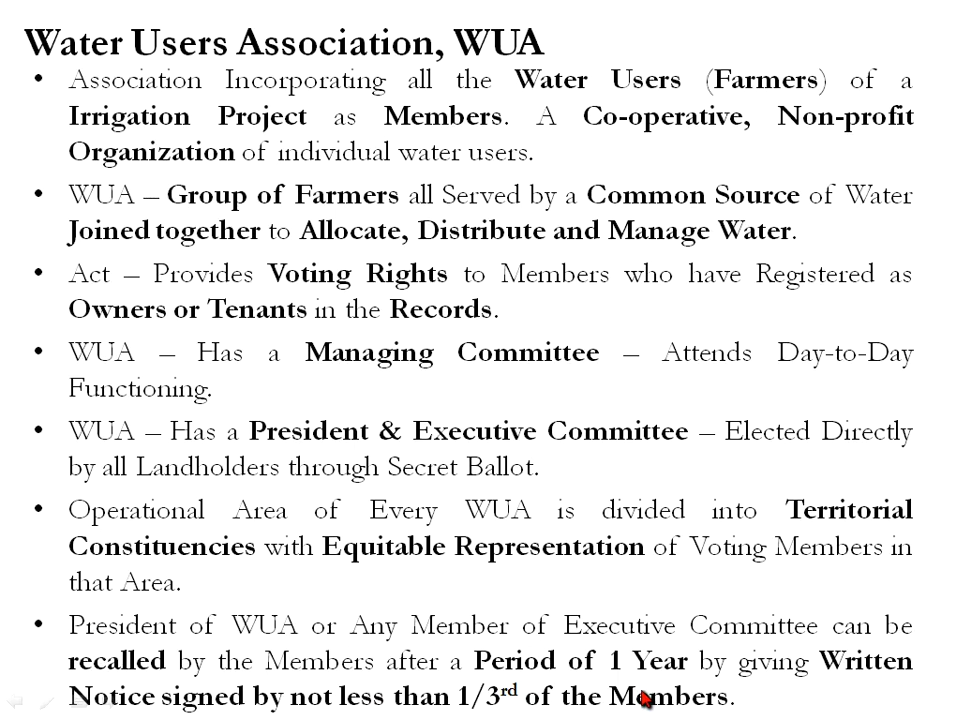 Water Users Association, WUA
• Association Incorporating all the Water Users (Farmers) of a
Irrigation Project as Members. A Co-operative, Non-profit
Organization of individual water users.
• WUA – Group of Farmers all Served by a Common Source of Water
Joined together to Allocate, Distribute and Manage Water.
• Act – Provides Voting Rights to Members who have Registered as
Owners or Tenants in the Records.
• WUA – Has a Managing Committee – Attends Day-to-Day
Functioning.
• WUA – Has a President & Executive Committee – Elected Directly
by all Landholders through Secret Ballot.
• Operational Area of Every WUA is divided into Territorial
Constituencies with Equitable Representation of Voting Members in
that Area.
• President of WUA or Any Member of Executive Committee can be
recalled by the Members after a Period of 1 Year by giving Written
Notice signed by not less than 1/3rd of the Members.